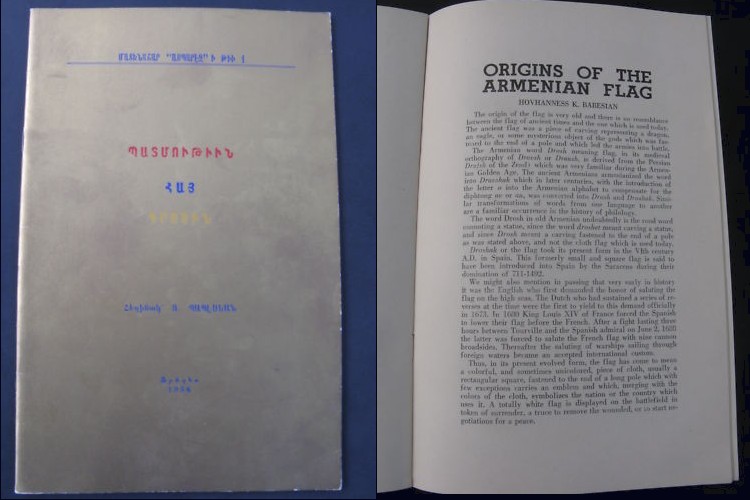 ՄԱՏԵՆԱՇԱՐ "ԱՍՊԱՐԷԶ" Ի ԹԻՒ 1
ՊԱՏՄՈՒԹԻՒՆ
ՀԱՅ
ORIGINS OF THE
ARMENIAN FLAG
HOVHANNESS K. BABESIAN
The origin of the flag is very old and there is no resemblance
between the flag of ancient times and the one which is used today.
The ancient flag was a piece of carving representing a dragon,
an eagle, or some mysterious object of the gods which was fas-
tened to the end of a pole and which led the armies into battle.
The Armenian word Drosh meaning flag, in its medieval
orthography of or is derived from the Persian
of the which was very familiar during the Armen-
ian Golden Age. The ancient Armenians armenianized the word
into Draushak which in later centuries, with the introduction of
the letter o into the Armenian alphabet to compensate for the
diphtong or was converted into Drosh and Droshak. Simi-
lar transformations of words from one language to another
are a familiar occurrence in the history of philology.
The word Drosh in old Armenian undoubtedly is the root word
connoting a statue, since the word droshel meant carving a statue,
and since Drosh meant a carving fastened to the end of a pole
as was stated above, and not the cloth flag which is used today.
Droshak or the flag took its present form in the century
A.D. in Spain. This formerly small and square flag is said to
have been introduced into Spain by the Saracens during their
domination of 711-1492.
We might also mention in passing that very early in history
it was the English who first demanded the honor of saluting the
flag on the high seas. The Dutch who had sustained a series of re-
verses at the time were the first to yield to this demand officially
in 1673. In King Louis XIV of France forced the Spanish
to lower their flag before the French. After a fight lasting three
hours between Tourville and the Spanish admiral on June 2,
the latter was forced to salute the French flag with nine cannon
broadsides. Thereafter the saluting of warships sailing through
foreign waters became an accepted international custom.
Thus, in its present evolved form, the flag has come to mean
a colorful, and sometimes unicolored, piece of cloth, usually a
rectangular square, fastened to the end of a long pole which with
few exceptions carries an emblem and which, merging with the
colors of the cloth, symbolizes the nation or the country which
uses it. A totally white flag is displayed on the battlefield in
token of surrender, a truce to remove the wounded, or to start ne-
gotiations for a peace.